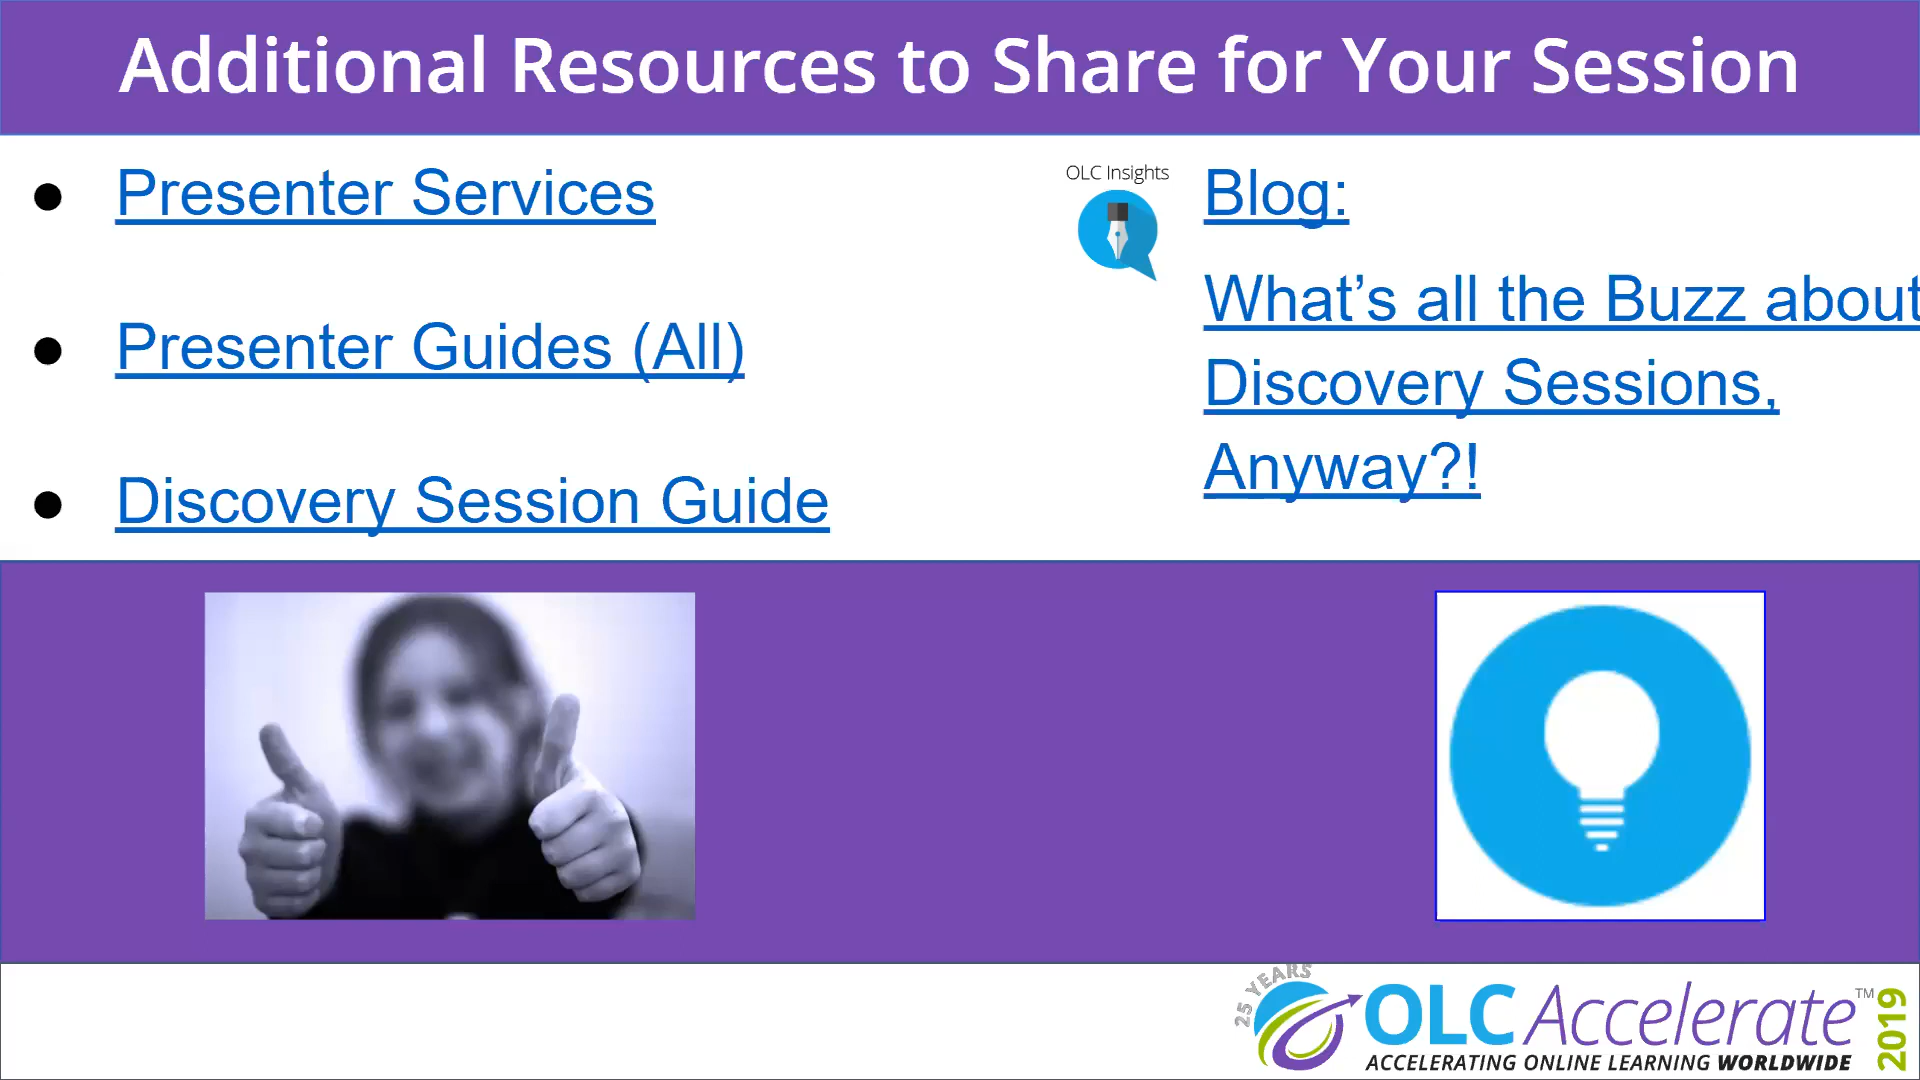 Additional Resources to Share for Your Session
● Presenter Services
● Presenter Guides (All)
● Discovery Session Guide
OLC Insights
Blog:
What’s all the Buzz about
Discovery Sessions,
Anyway?!
25 YEARS
OLC Accelerate™ 2019
ACCELERATING ONLINE LEARNING WORLDWIDE